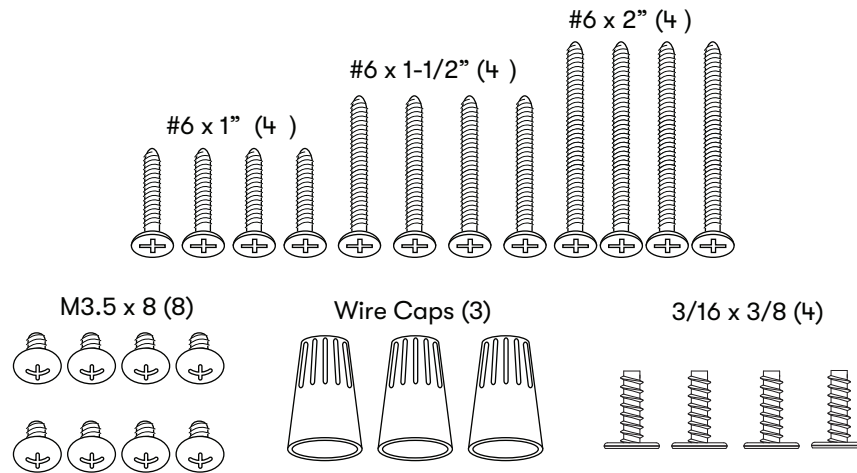 #6 x 2” (4 )
#6 x 1-1/2” (4 )
#6 x 1” (4 )
M3.5 x 8 (8)
Wire Caps (3)
3/16 x 3/8 (4)